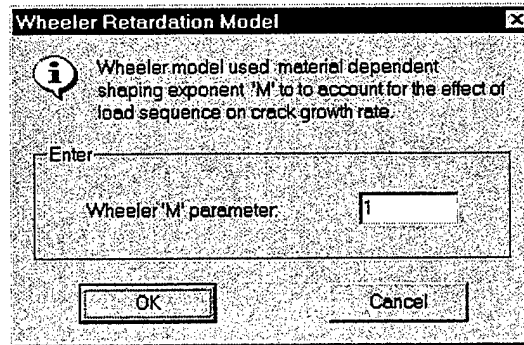 Wheeler Retardation Model
Wheeler model used material dependent
shaping exponent 'M' to to account for the effect of
load sequence on crack growth rate.
Enter
Wheeler 'M' parameter:
1
OK
Cancel